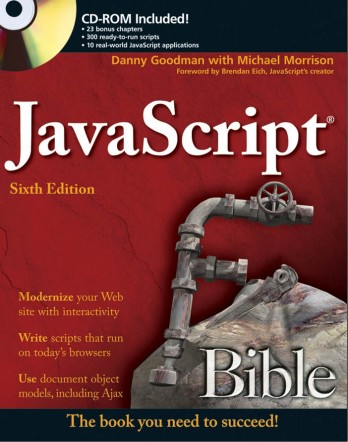 CD-ROM Included!
• 23 bonus chapters
• 300 ready-to-run scripts
• 10 real-world JavaScript applications
Danny Goodman with Michael Morrison
Foreword by Brendan Eich, JavaScript's creator
JavaScript®
Sixth Edition
Modernize your Web
site with interactivity
Write scripts that run
on today's browsers
Use document object
models, including Ajax
Bible
The book you need to succeed!